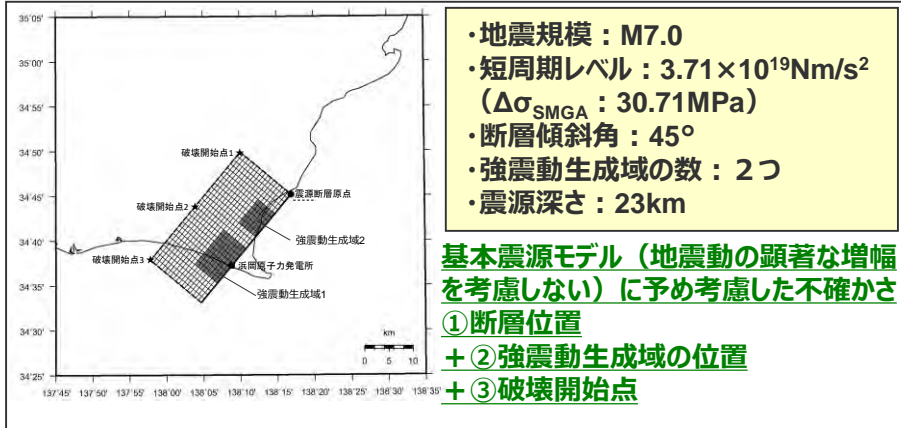 35˚05'
35˚00'
34˚55'
34˚50'
34˚45'
34˚40'
34˚35'
34˚30'
34˚25'
137˚45' 137˚50' 137˚55' 138˚00' 138˚05' 138˚10' 138˚15' 138˚20' 138˚25' 138˚30' 138˚35'
破壊開始点1
震源断層原点
破壊開始点2
強震動生成域2
破壊開始点3
浜岡原子力発電所
強震動生成域1
km
0 5 10
・地震規模：M7.0
・短周期レベル：3.71×10¹⁹Nm/s²
（Δσ_SMGA：30.71MPa）
・断層傾斜角：45°
・強震動生成域の数：２つ
・震源深さ：23km
基本震源モデル（地震動の顕著な増幅
を考慮しない）に予め考慮した不確かさ
①断層位置
＋②強震動生成域の位置
＋③破壊開始点